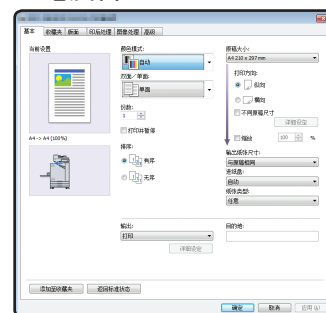 基本 收藏夹 版面 印后处理 图像处理 高级
当前设置
A4 -> A4 (100%)
颜色模式:
自动
双面/单面:
单面
份数:
1
打印并暂停
排序:
有序
无序
输出:
打印
详细设定
原稿大小:
A4 210 x 297 mm
打印方向:
纵向
横向
不同原稿尺寸
详细设定
缩放
100 %
输出纸张尺寸:
与原稿相同
进纸盘:
自动
纸张类型:
任意
目的地:
添加至收藏夹 返回标准状态
确定 取消 应用(A)